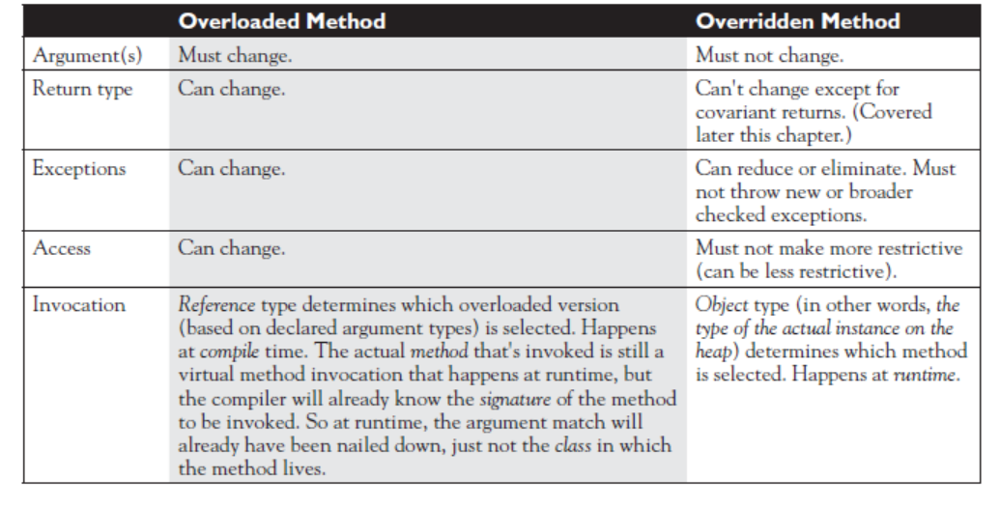 Overloaded Method Overridden Method
Argument(s) Must change. Must not change.
Return type Can change. Can't change except for
covariant returns. (Covered
later this chapter.)
Exceptions Can change. Can reduce or eliminate. Must
not throw new or broader
checked exceptions.
Access Can change. Must not make more restrictive
(can be less restrictive).
Invocation Reference type determines which overloaded version
(based on declared argument types) is selected. Happens
at compile time. The actual method that's invoked is still a
virtual method invocation that happens at runtime, but
the compiler will already know the signature of the method
to be invoked. So at runtime, the argument match will
already have been nailed down, just not the class in which
the method lives.
Object type (in other words, the
type of the actual instance on the
heap) determines which method
is selected. Happens at runtime.